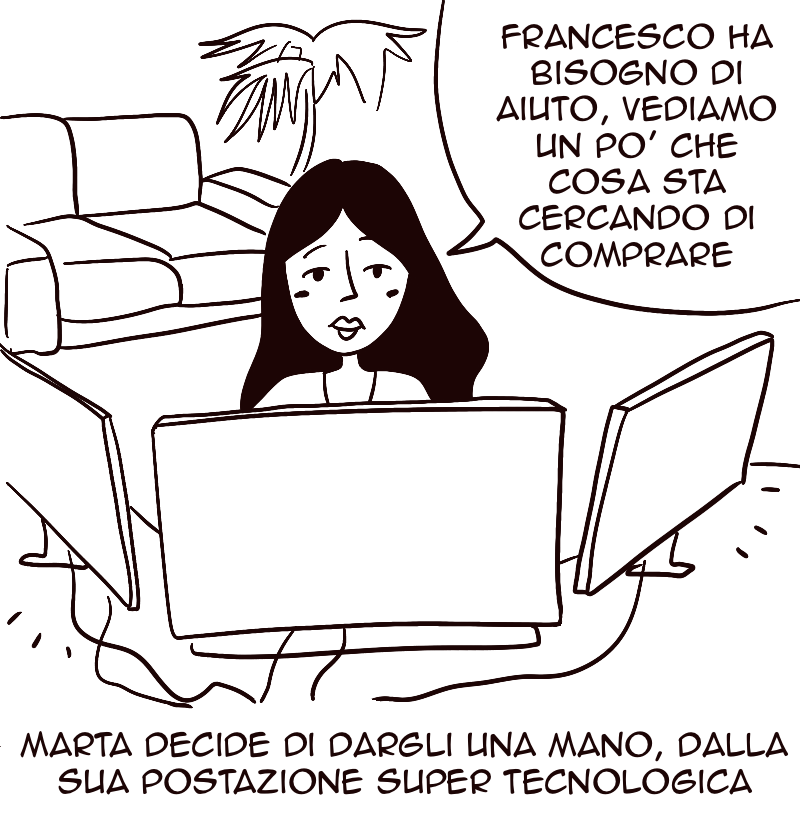 FRANCESCO HA
BISOGNO DI
AIUTO, VEDIAMO
UN PO' CHE
COSA STA
CERCANDO DI
COMPRARE
MARTA DECIDE DI DARGLI UNA MANO, DALLA
SUA POSTAZIONE SUPER TECNOLOGICA